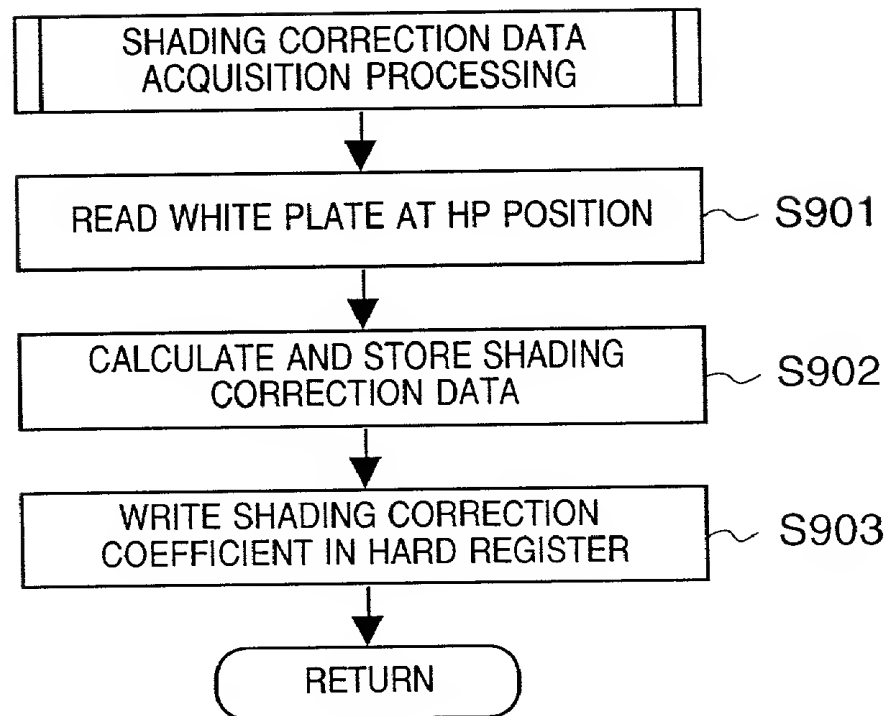 SHADING CORRECTION DATA
ACQUISITION PROCESSING
READ WHITE PLATE AT HP POSITION
S901
CALCULATE AND STORE SHADING
CORRECTION DATA
S902
WRITE SHADING CORRECTION
COEFFICIENT IN HARD REGISTER
S903
RETURN